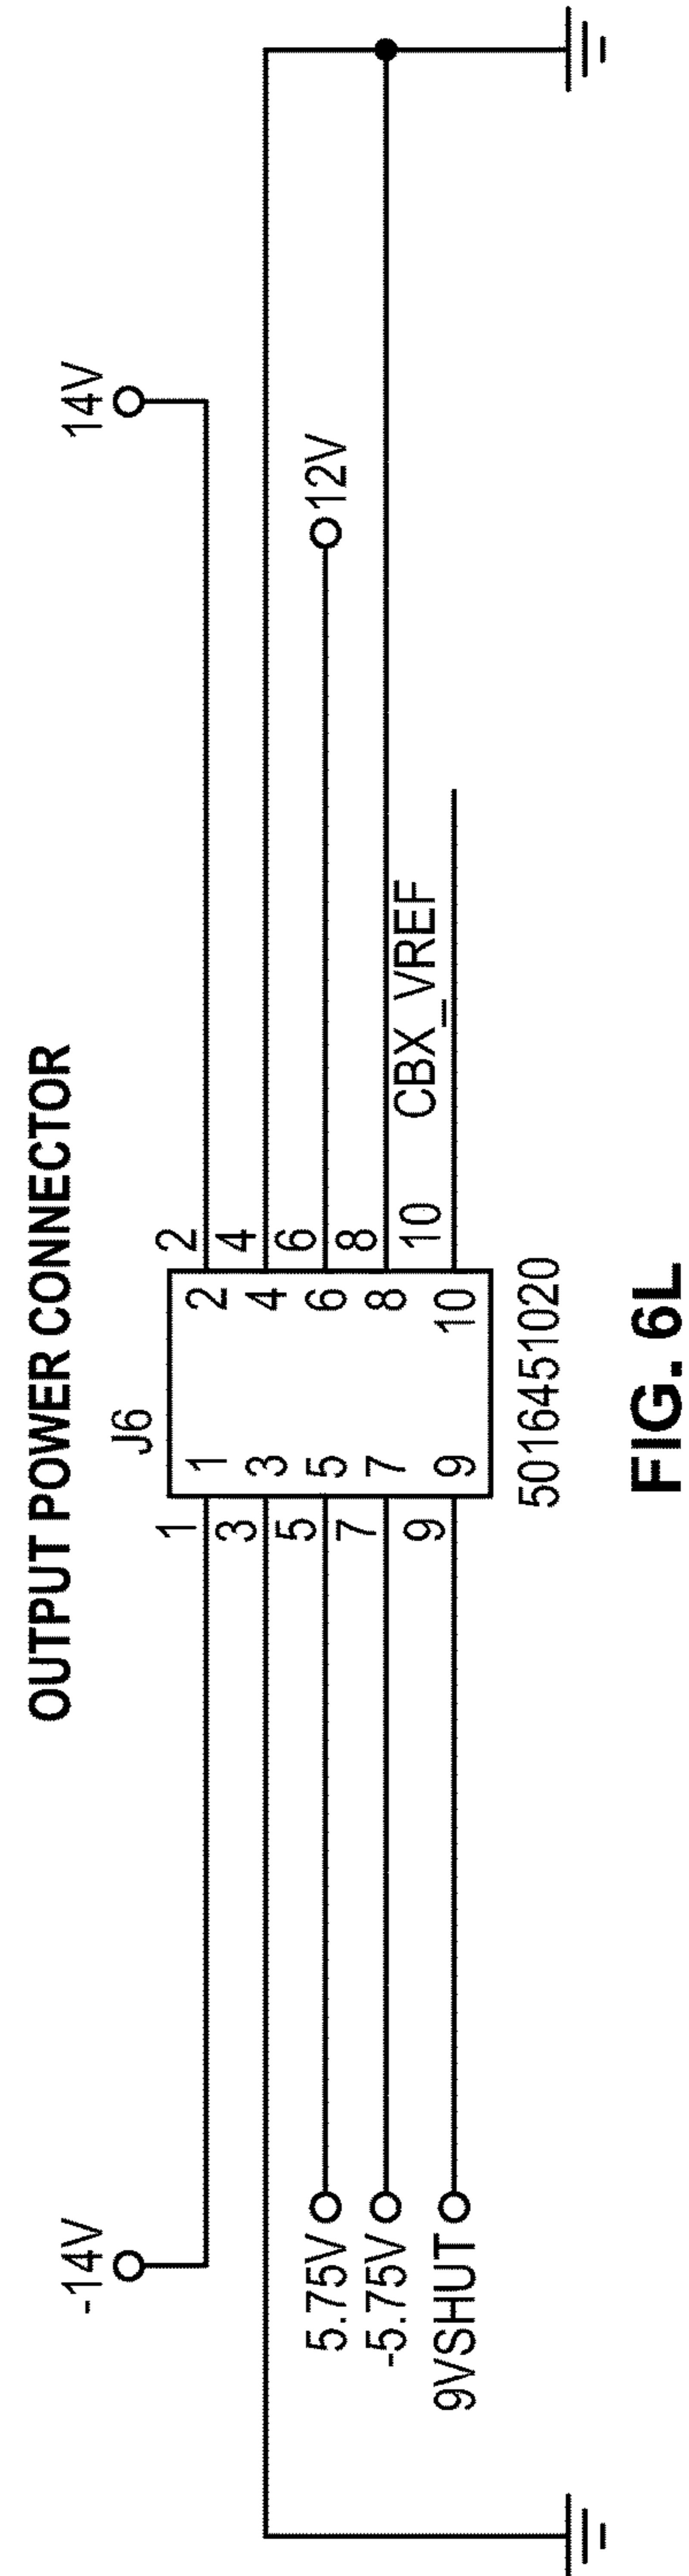 OUTPUT POWER CONNECTOR
-14V
14V
J6
1 1 2 2
3 3 4 4
5.75V 5 5 6 6 12V
-5.75V 7 7 8 8
9VSHUT 9 9 10 10 CBX_VREF
5016451020
FIG. 6L